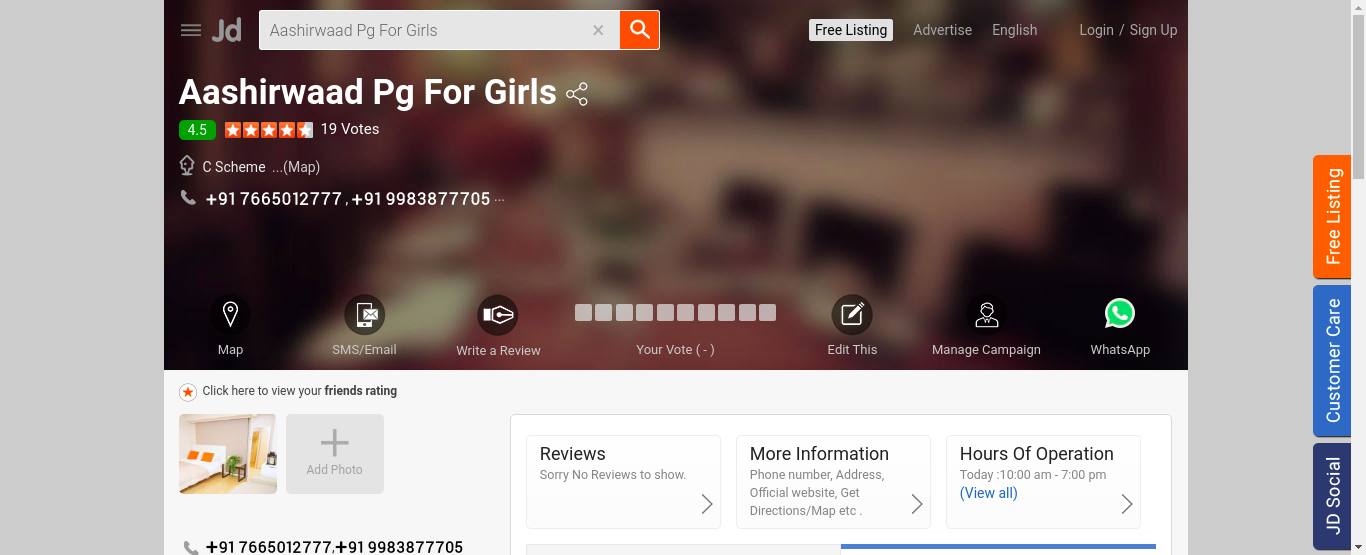 Jd
Aashirwaad Pg For Girls
Free Listing
Advertise
English
Login / Sign Up
Aashirwaad Pg For Girls
4.5 19 Votes
C Scheme ...(Map)
+91 7665012777 , +91 9983877705 ...
Map
SMS/Email
Write a Review
Your Vote ( - )
Edit This
Manage Campaign
WhatsApp
Click here to view your friends rating
Add Photo
Reviews
Sorry No Reviews to show.
More Information
Phone number, Address,
Official website, Get
Directions/Map etc .
Hours Of Operation
Today :10:00 am - 7:00 pm
(View all)
+91 7665012777,+91 9983877705
Free Listing
Customer Care
JD Social